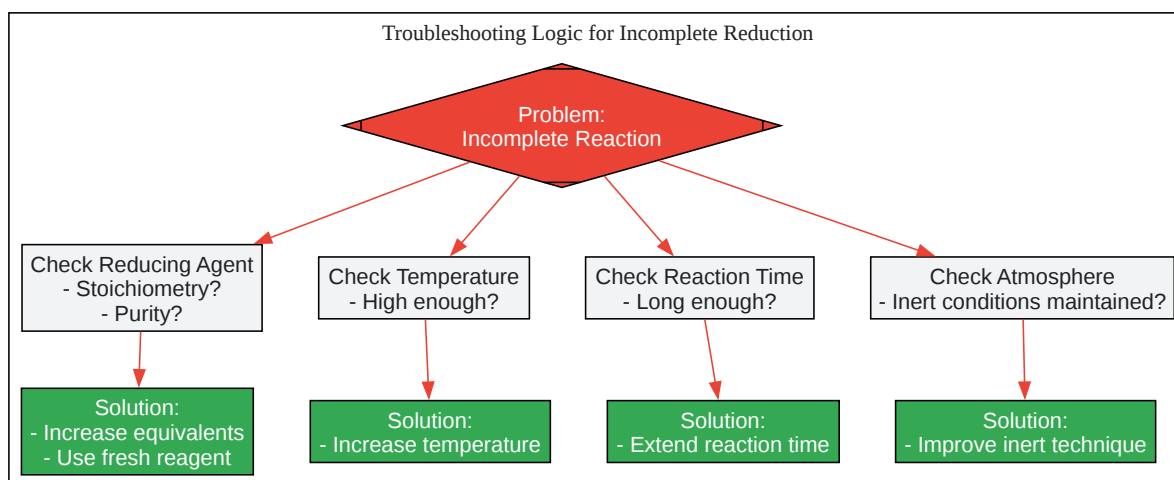 Troubleshooting Logic for Incomplete Reduction
Problem:
Incomplete Reaction
Check Reducing Agent
- Stoichiometry?
- Purity?
Check Temperature
- High enough?
Check Reaction Time
- Long enough?
Check Atmosphere
- Inert conditions maintained?
Solution:
- Increase equivalents
- Use fresh reagent
Solution:
- Increase temperature
Solution:
- Extend reaction time
Solution:
- Improve inert technique